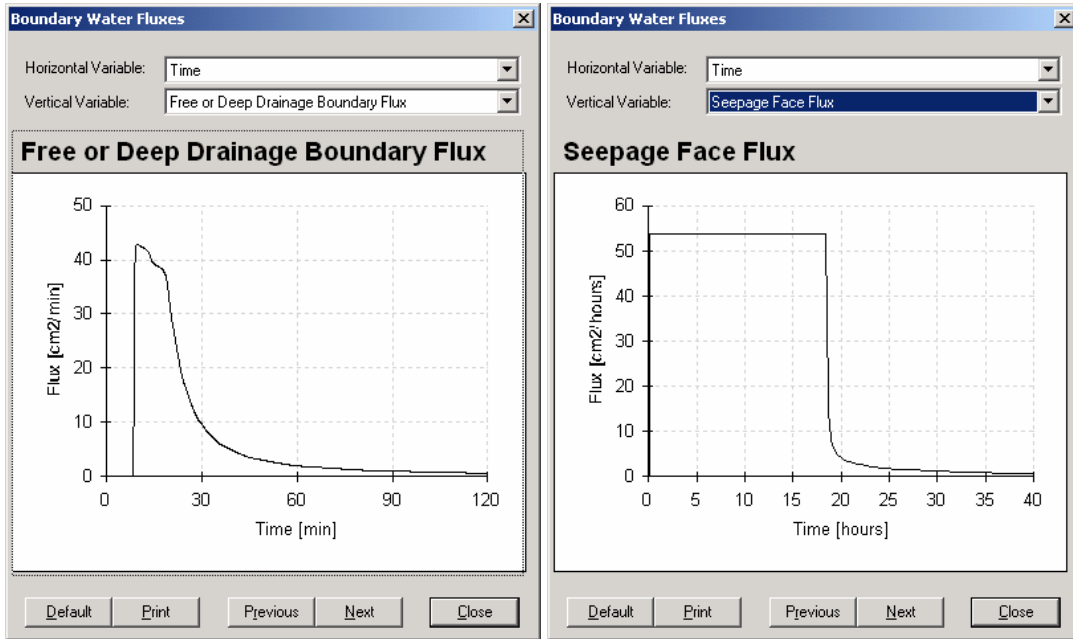 Boundary Water Fluxes
Horizontal Variable: Time
Vertical Variable: Free or Deep Drainage Boundary Flux
Free or Deep Drainage Boundary Flux
50
40
30
20
10
0
Flux [cm2/min]
0 30 60 90 120
Time [min]
Default Print Previous Next Close
Boundary Water Fluxes
Horizontal Variable: Time
Vertical Variable: Seepage Face Flux
Seepage Face Flux
60
50
40
30
20
10
0
Flux [cm2/hours]
0 5 10 15 20 25 30 35 40
Time [hours]
Default Print Previous Next Close